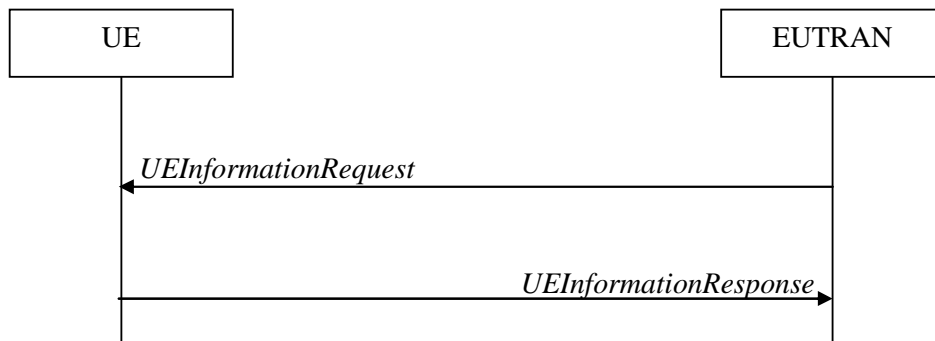 UE
EUTRAN
UEInformationRequest
UEInformationResponse